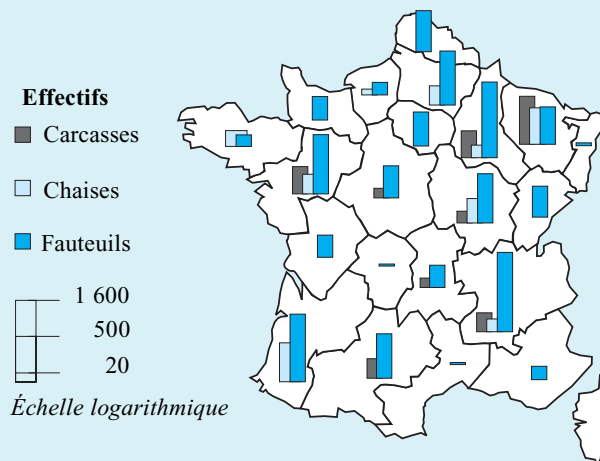 Effectifs
Carcasses
Chaises
Fauteuils
1 600
500
20
Échelle logarithmique